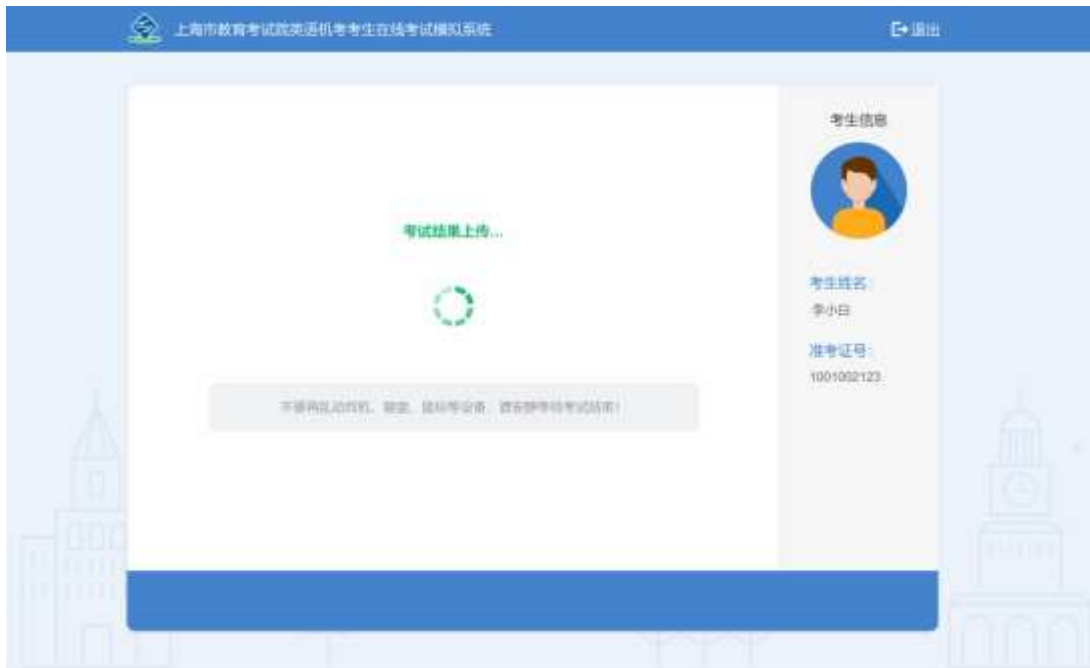 上海市教育考试院英语机考考生在线考试模拟系统
退出
考生信息
考试结果上传...
考生姓名:
李小白
准考证号:
1001002123
不要再乱动耳机、键盘、鼠标等设备，请安静等待考试结束!